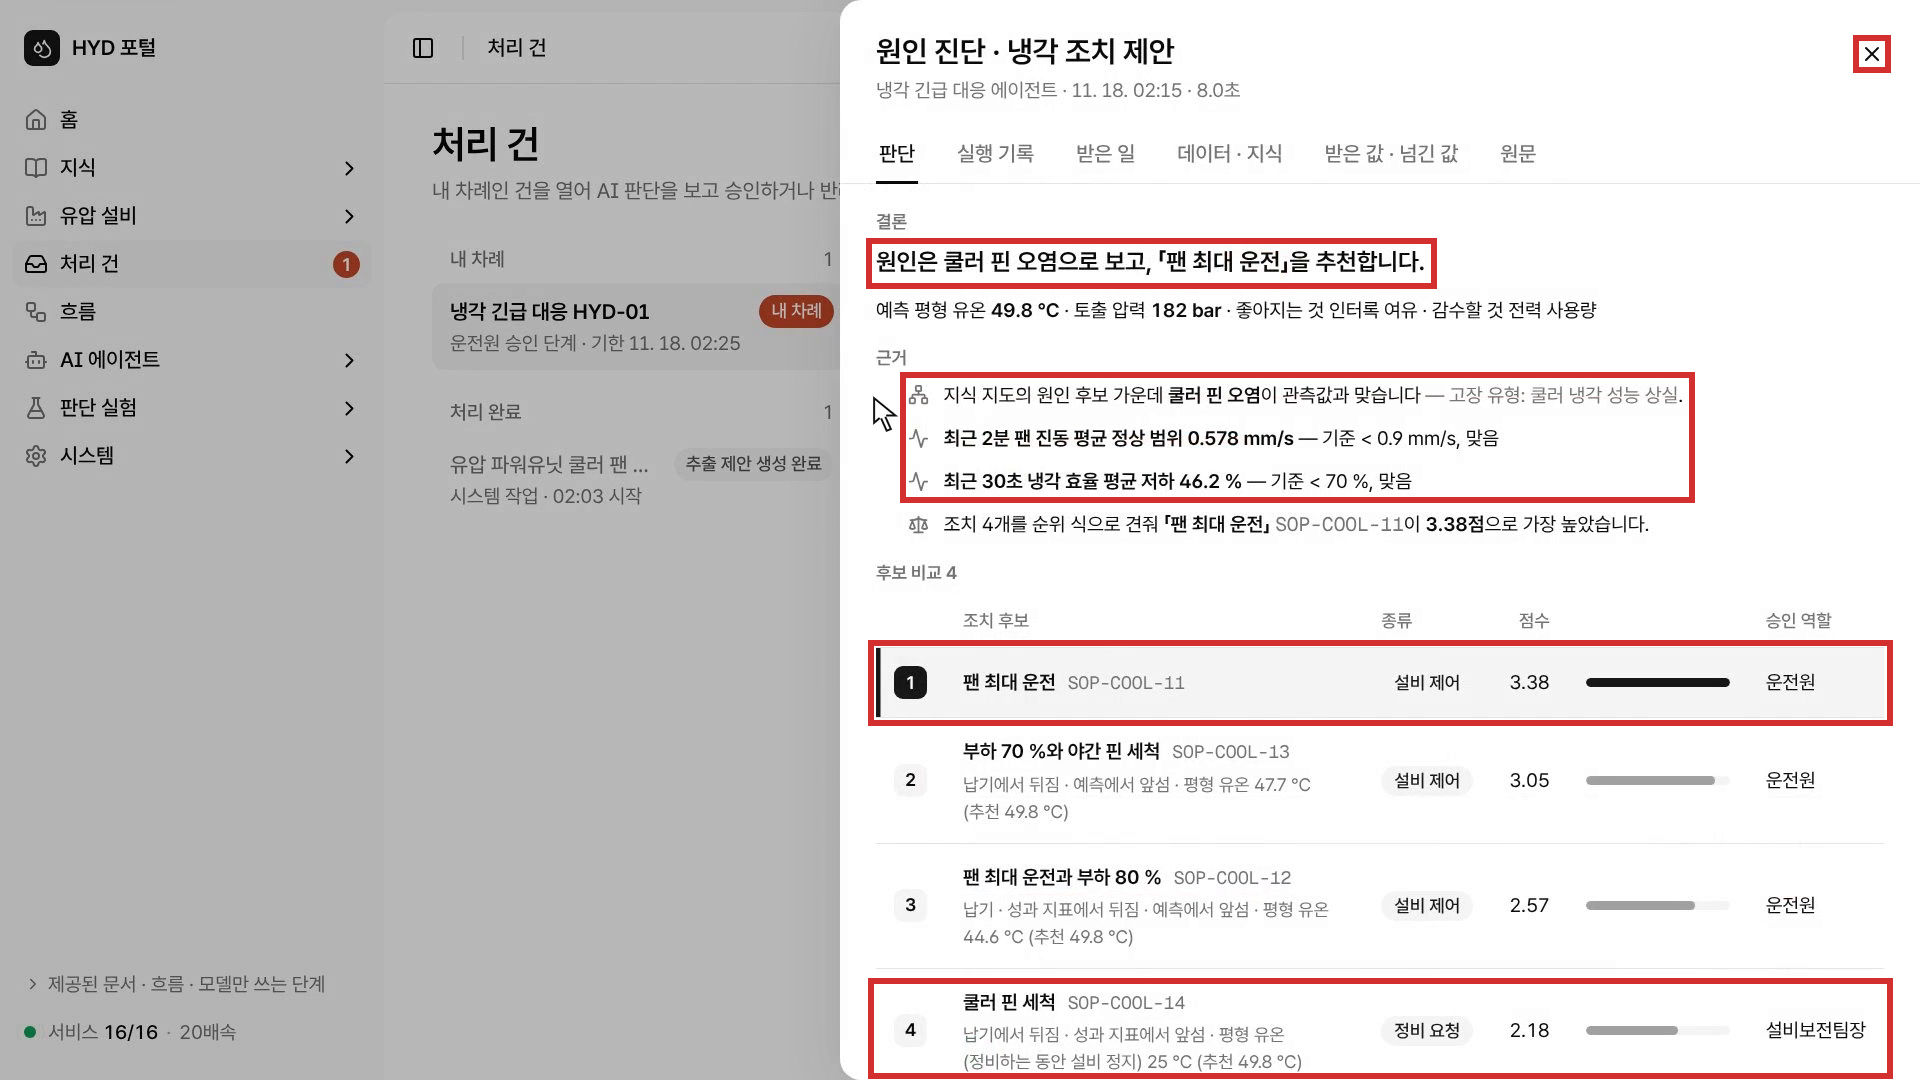 HYD 포털
홈
지식
유압 설비
처리 건
1
흐름
AI 에이전트
판단 실험
시스템
제공된 문서 · 흐름 · 모델만 쓰는 단계
서비스 16/16 · 20배속
처리 건
처리 건
내 차례인 건을 열어 AI 판단을 보고 승인하거나
내 차례
1
냉각 긴급 대응 HYD-01
내 차례
운전원 승인 단계 · 기한 11. 18. 02:25
처리 완료
1
유압 파워유닛 쿨러 팬 ...
추출 제안 생성 완료
시스템 작업 · 02:03 시작
원인 진단 · 냉각 조치 제안
냉각 긴급 대응 에이전트 · 11. 18. 02:15 · 8.0초
판단
실행 기록
받은 일
데이터 · 지식
받은 값 · 넘긴 값
원문
결론
원인은 쿨러 핀 오염으로 보고, 「팬 최대 운전」을 추천합니다.
예측 평형 유온 49.8 °C · 토출 압력 182 bar · 좋아지는 것 인터록 여유 · 감수할 것 전력 사용량
근거
지식 지도의 원인 후보 가운데 쿨러 핀 오염이 관측값과 맞습니다 — 고장 유형: 쿨러 냉각 성능 상실.
최근 2분 팬 진동 평균 정상 범위 0.578 mm/s — 기준 < 0.9 mm/s, 맞음
최근 30초 냉각 효율 평균 저하 46.2 % — 기준 < 70 %, 맞음
조치 4개를 순위 식으로 견줘 「팬 최대 운전」 SOP-COOL-11이 3.38점으로 가장 높았습니다.
후보 비교 4
조치 후보
종류
점수
승인 역할
1
팬 최대 운전 SOP-COOL-11
설비 제어
3.38
운전원
2
부하 70 %와 야간 핀 세척 SOP-COOL-13
납기에서 뒤짐 · 예측에서 앞섬 · 평형 유온 47.7 °C
(추천 49.8 °C)
설비 제어
3.05
운전원
3
팬 최대 운전과 부하 80 % SOP-COOL-12
납기 · 성과 지표에서 뒤짐 · 예측에서 앞섬 · 평형 유온
44.6 °C (추천 49.8 °C)
설비 제어
2.57
운전원
4
쿨러 핀 세척 SOP-COOL-14
납기에서 뒤짐 · 성과 지표에서 앞섬 · 평형 유온
(정비하는 동안 설비 정지) 25 °C (추천 49.8 °C)
정비 요청
2.18
설비보전팀장